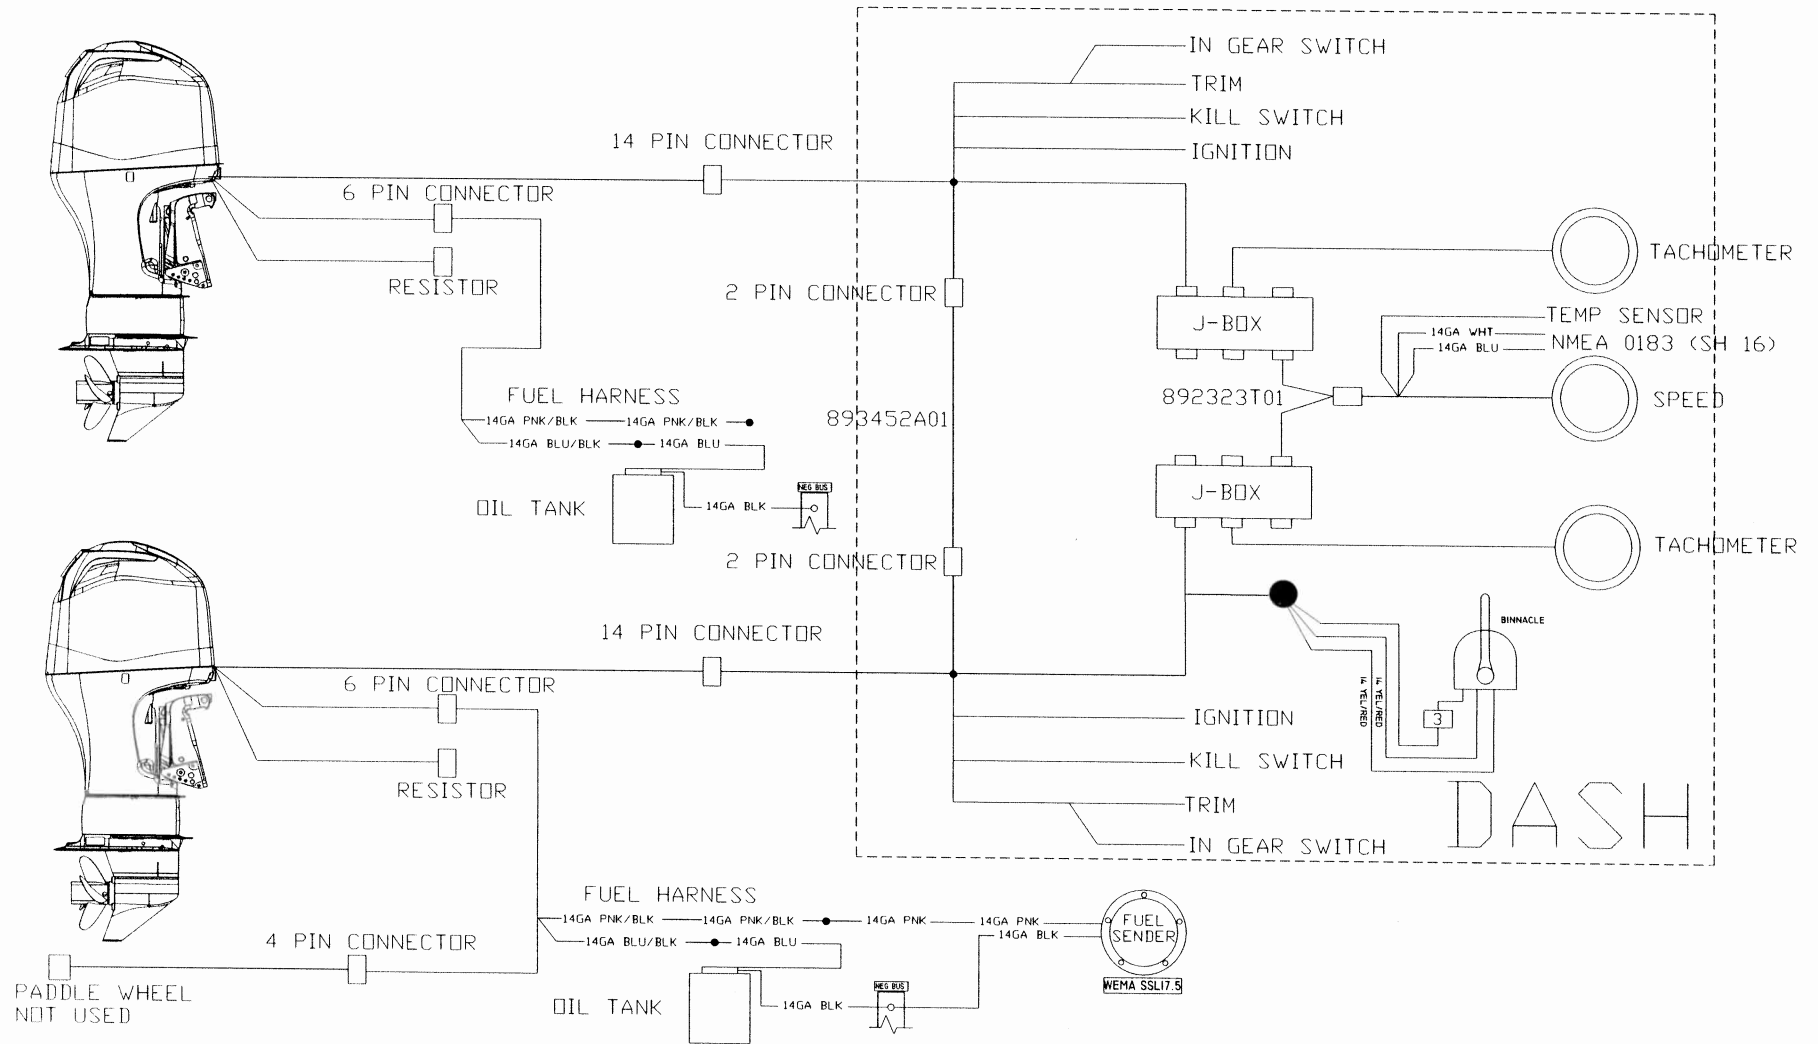 IN GEAR SWITCH
TRIM
KILL SWITCH
IGNITION
14 PIN CONNECTOR
6 PIN CONNECTOR
RESISTOR
2 PIN CONNECTOR
J-BOX
TACHOMETER
TEMP SENSOR
14GA WHT
NMEA 0183 (SH 16)
14GA BLU
892323T01
SPEED
FUEL HARNESS
893452A01
14GA PNK/BLK 14GA PNK/BLK
14GA BLU/BLK 14GA BLU
OIL TANK
14GA BLK
NEG BUS
J-BOX
TACHOMETER
2 PIN CONNECTOR
14 PIN CONNECTOR
6 PIN CONNECTOR
RESISTOR
BINNACLE
14 YEL/RED
14 YEL/RED
3
IGNITION
KILL SWITCH
TRIM
IN GEAR SWITCH
DASH
FUEL HARNESS
14GA PNK/BLK 14GA PNK/BLK 14GA PNK 14GA PNK
14GA BLU/BLK 14GA BLU 14GA BLK
FUEL
SENDER
WEMA SSL17.5
4 PIN CONNECTOR
PADDLE WHEEL
NOT USED
OIL TANK
14GA BLK
NEG BUS